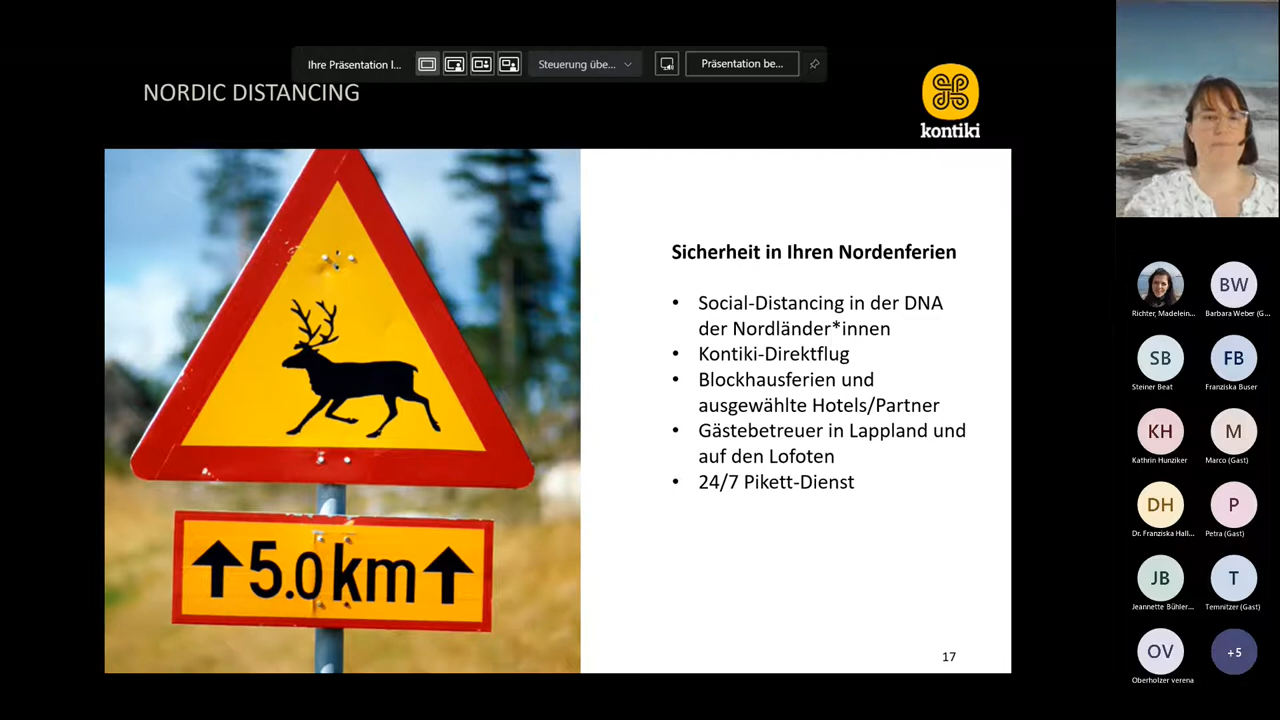 Ihre Präsentation l...
Steuerung übe...
Präsentation be...
NORDIC DISTANCING
kontiki
Sicherheit in Ihren Nordenferien
• Social-Distancing in der DNA
der Nordländer*innen
• Kontiki-Direktflug
• Blockhausferien und
ausgewählte Hotels/Partner
• Gästebetreuer in Lappland und
auf den Lofoten
• 24/7 Pikett-Dienst
5.0 km
17
Richter, Madelein...
BW
Barbara Weber (G...
SB
Steiner Beat
FB
Franziska Buser
KH
Kathrin Hunziker
M
Marco (Gast)
DH
Dr. Franziska Hall...
P
Petra (Gast)
JB
Jeannette Bühler...
T
Temnitzer (Gast)
OV
Oberholzer verena
+5